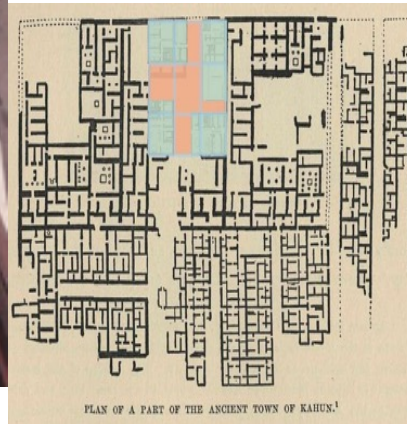 PLAN OF A PART OF THE ANCIENT TOWN OF KAHUN.¹